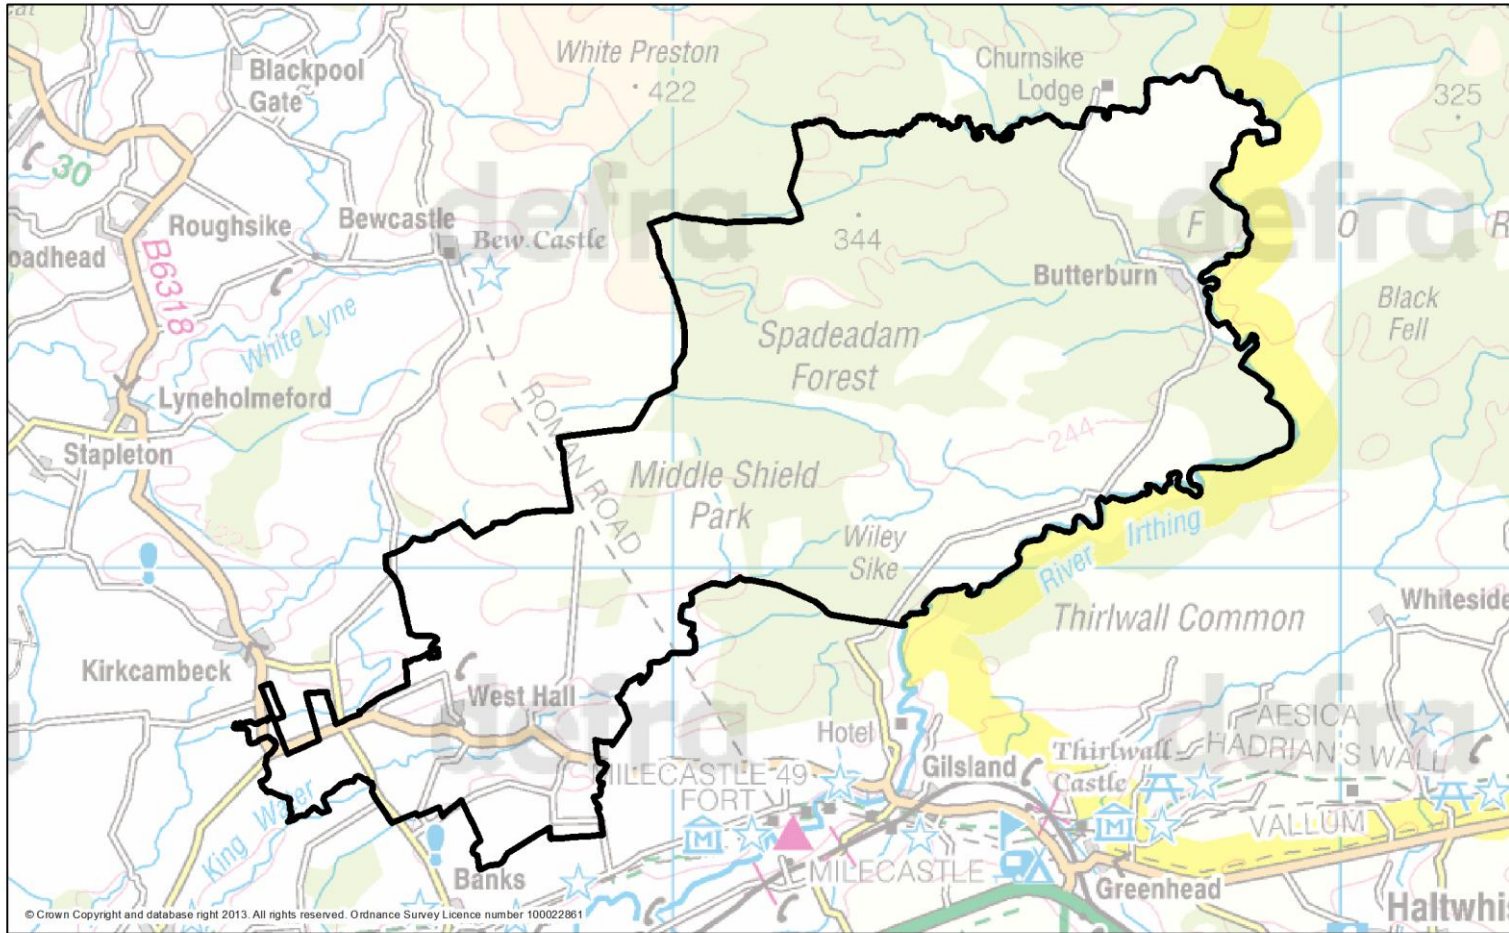 White Preston
422
Churnsike
Lodge
325
Blackpool
Gate
30
Roughsike
Bewcastle
Bew Castle
344
F O R
oadhead
B6318
Butterburn
Black
Fell
White Lyne
Spadeadam
Forest
Lyneholmeford
ROMAN ROAD
Stapleton
244
Middle Shield
Park
122
Wiley
Sike
River Irthing
Thirlwall Common
Whiteside
Kirkcambeck
West Hall
Hotel
AESICA
HADRIAN'S WALL
Thirlwall
Castle
Gilsland
MILECASTLE 49
FORT
VALLUM
King Water
MILECASTLE
Banks
Greenhead
Haltwhis
© Crown Copyright and database right 2013. All rights reserved. Ordnance Survey Licence number 100022861
defra
defra
defra
defra